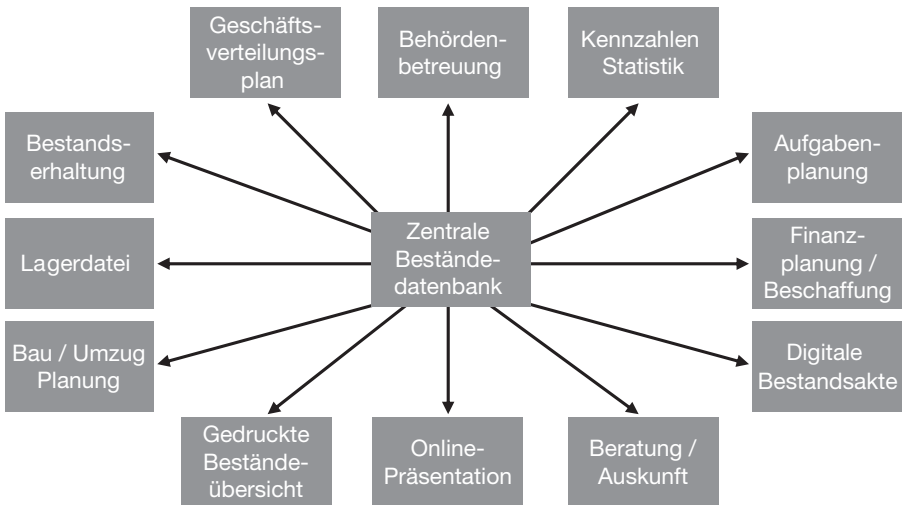 Geschäfts-
verteilungs-
plan
Behörden-
betreuung
Kennzahlen
Statistik
Bestands-
erhaltung
Aufgaben-
planung
Lagerdatei
Zentrale
Bestände-
datenbank
Finanz-
planung /
Beschaffung
Bau / Umzug
Planung
Digitale
Bestandsakte
Gedruckte
Bestände-
übersicht
Online-
Präsentation
Beratung /
Auskunft